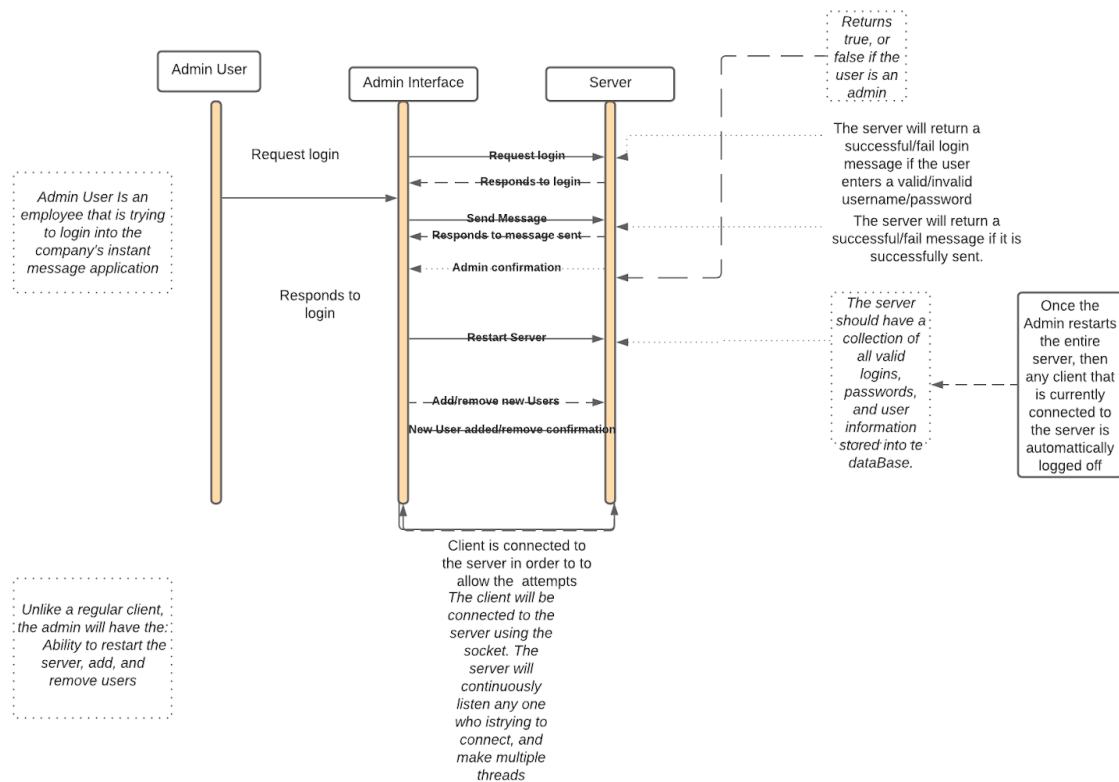 Returns
true, or
false if the
user is an
admin
Admin User
Admin Interface
Server
Request login
Request login
The server will return a
successful/fail login
message if the user
enters a valid/invalid
username/password
Responds to login
Admin User Is an
employee that is trying
to login into the
company's instant
message application
Send Message
Responds to message sent
The server will return a
successful/fail message if it is
successfully sent.
Admin confirmation
Responds to
login
Restart Server
The server
should have a
collection of
all valid
logins,
passwords,
and user
information
stored into te
dataBase.
Once the
Admin restarts
the entire
server, then
any client that
is currently
connected to
the server is
automattically
logged off
Add/remove new Users
New User added/remove confirmation
Client is connected to
the server in order to to
allow the attempts
The client will be
connected to the
server using the
socket. The
server will
continuously
listen any one
who istrying to
connect, and
make multiple
threads
Unlike a regular client,
the admin will have the:
Ability to restart the
server, add, and
remove users